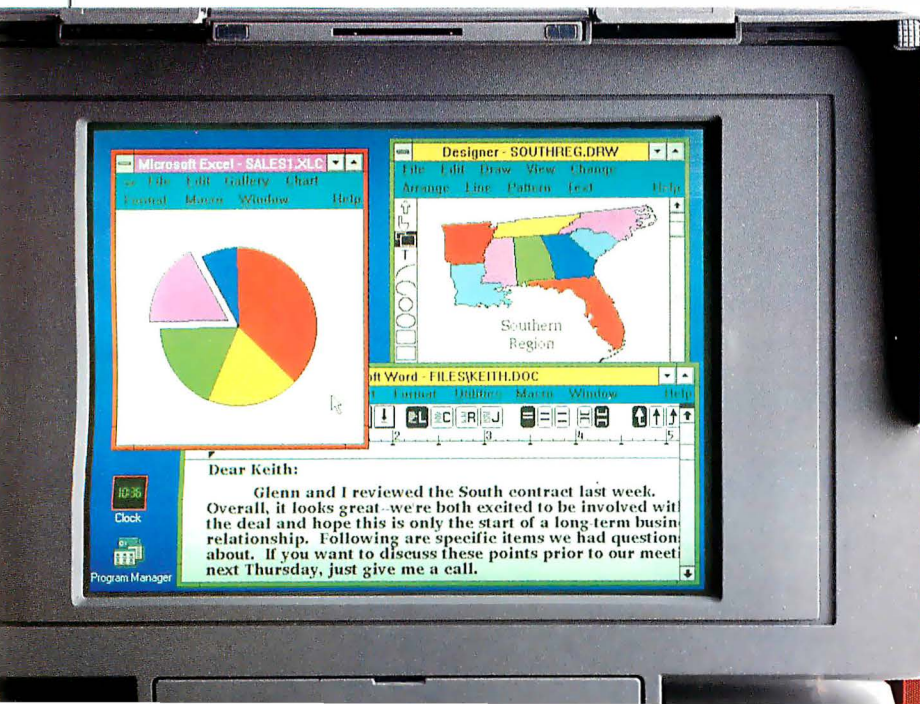 Microsoft Excel - SALES1.XLC
File Edit Gallery Chart
Format Macro Window Help
Designer - SOUTHREG.DRW
File Edit Draw View Change
Arrange Line Pattern Text Help
T
Southern
Region
ft Word - FILES\KEITH.DOC
t Format Utilities Macro Window Help
L C R J
2 3 4 5
Dear Keith:
Glenn and I reviewed the South contract last week.
Overall, it looks great--we're both excited to be involved wit
the deal and hope this is only the start of a long-term busin
relationship. Following are specific items we had question
about. If you want to discuss these points prior to our meeti
next Thursday, just give me a call.
10:36
Clock
Program Manager